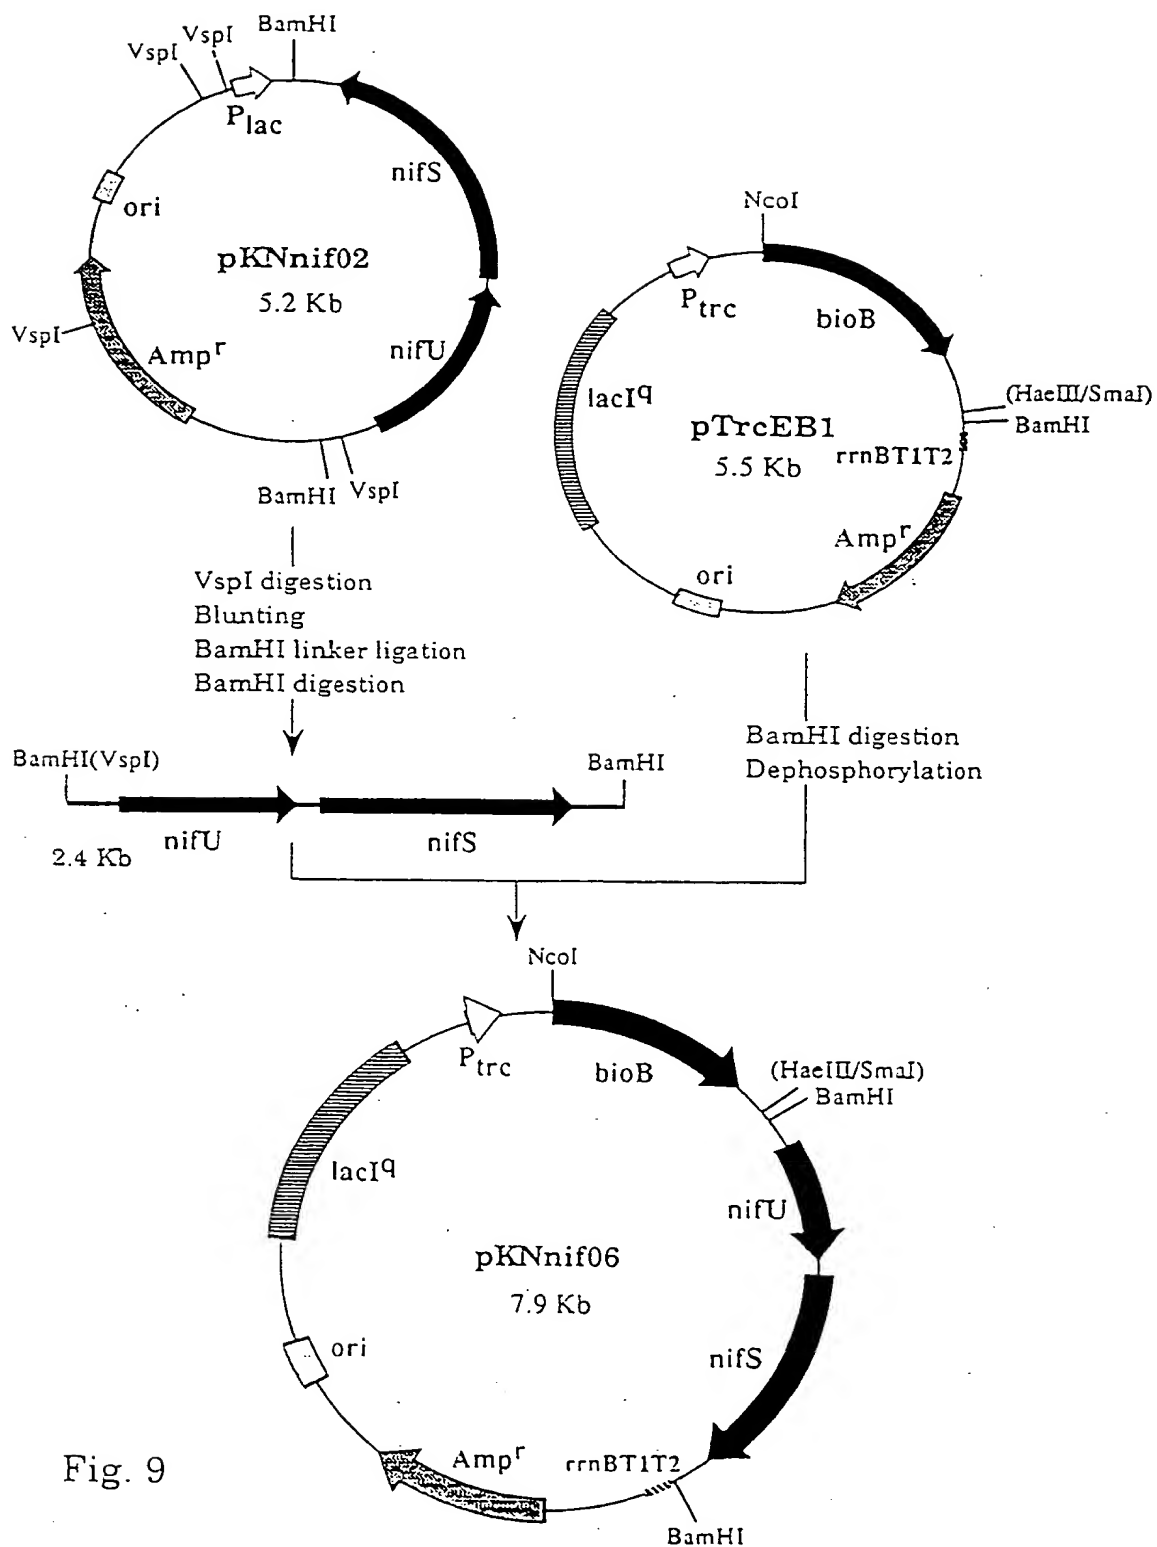 VspI
VspI
BamHI
Plac
nifS
ori
pKNnif02
5.2 Kb
VspI
Ampr
nifU
BamHI
VspI
NcoI
Ptrc
bioB
lacIq
(HaeIII/SmaI)
BamHI
pTrcEB1
5.5 Kb
rrnBT1T2
Ampr
ori
VspI digestion
Blunting
BamHI linker ligation
BamHI digestion
BamHI digestion
Dephosphorylation
BamHI(VspI)
BamHI
nifU
nifS
2.4 Kb
NcoI
Ptrc
bioB
(HaeIII/SmaI)
BamHI
lacIq
nifU
pKNnif06
7.9 Kb
ori
nifS
Ampr
rrnBT1T2
BamHI
Fig. 9